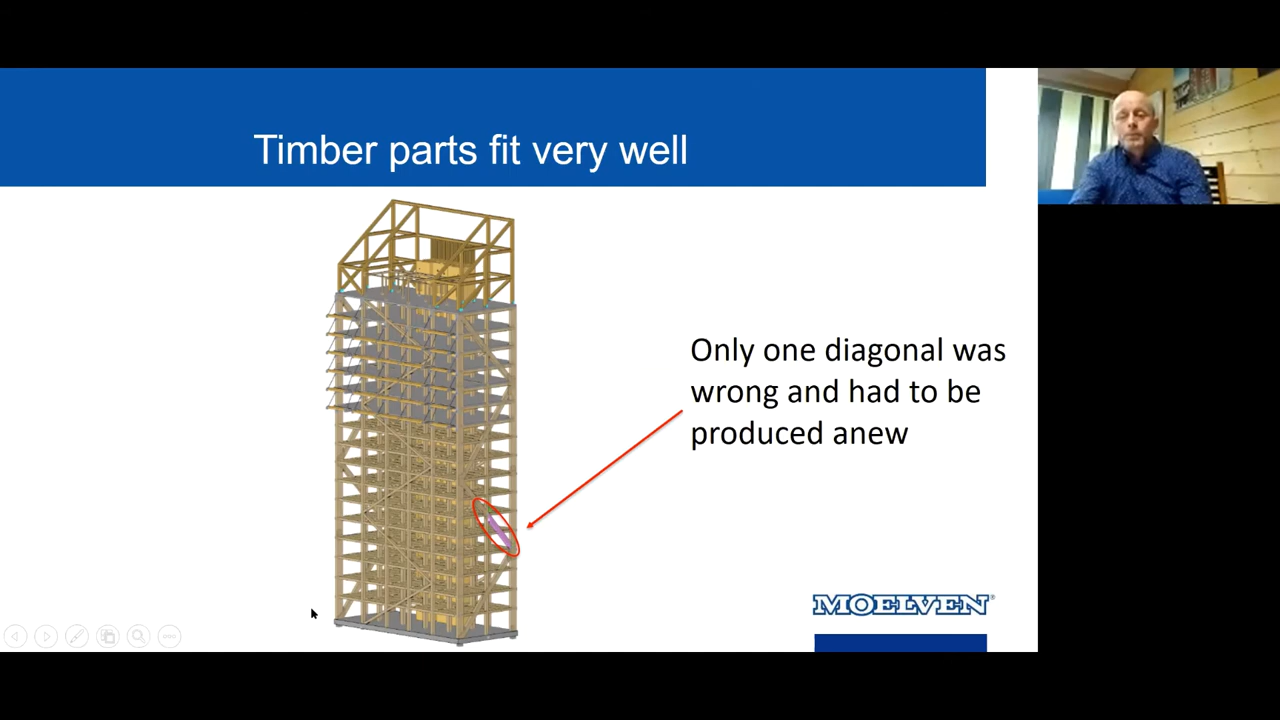 Timber parts fit very well
Only one diagonal was
wrong and had to be
produced anew
MOELVEN®